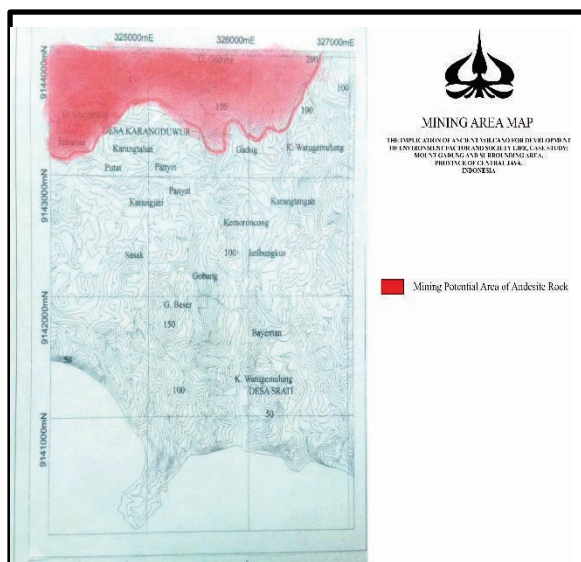 325000mE 326000mE 327000mE
9144000mN
200
100
150
100
DESA KARANGDUWUR
Karangtalun
Gadog
K. Watugemulung
Putat
Panyet
9143000mN
Panyet
Karangjati
Karangtengah
Kemorencong
100
Jatibungkus
Sasak
Gobang
9142000mN
G. Beser
150
Bayeman
50
K. Watugemulung
DESA SRATI
100
50
9141000mN
MINING AREA MAP
THE IMPLICATION OF ANCIENT VOLCANO FOR DEVELOPMENT
OF ENVIRONMENT FACTOR AND SOCIETY LIFE, CASE STUDY:
MOUNT GADUNG AND SURROUNDING AREA,
PROVINCE OF CENTRAL JAVA,
INDONESIA
Mining Potential Area of Andesite Rock